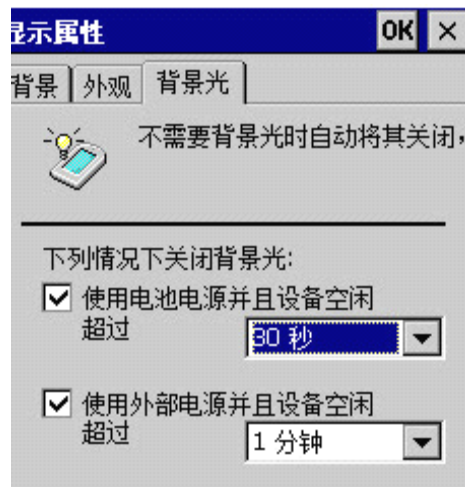 显示属性 OK ×
背景 外观 背景光
不需要背景光时自动将其关闭，
下列情况下关闭背景光:
使用电池电源并且设备空闲
超过 30 秒
使用外部电源并且设备空闲
超过 1 分钟